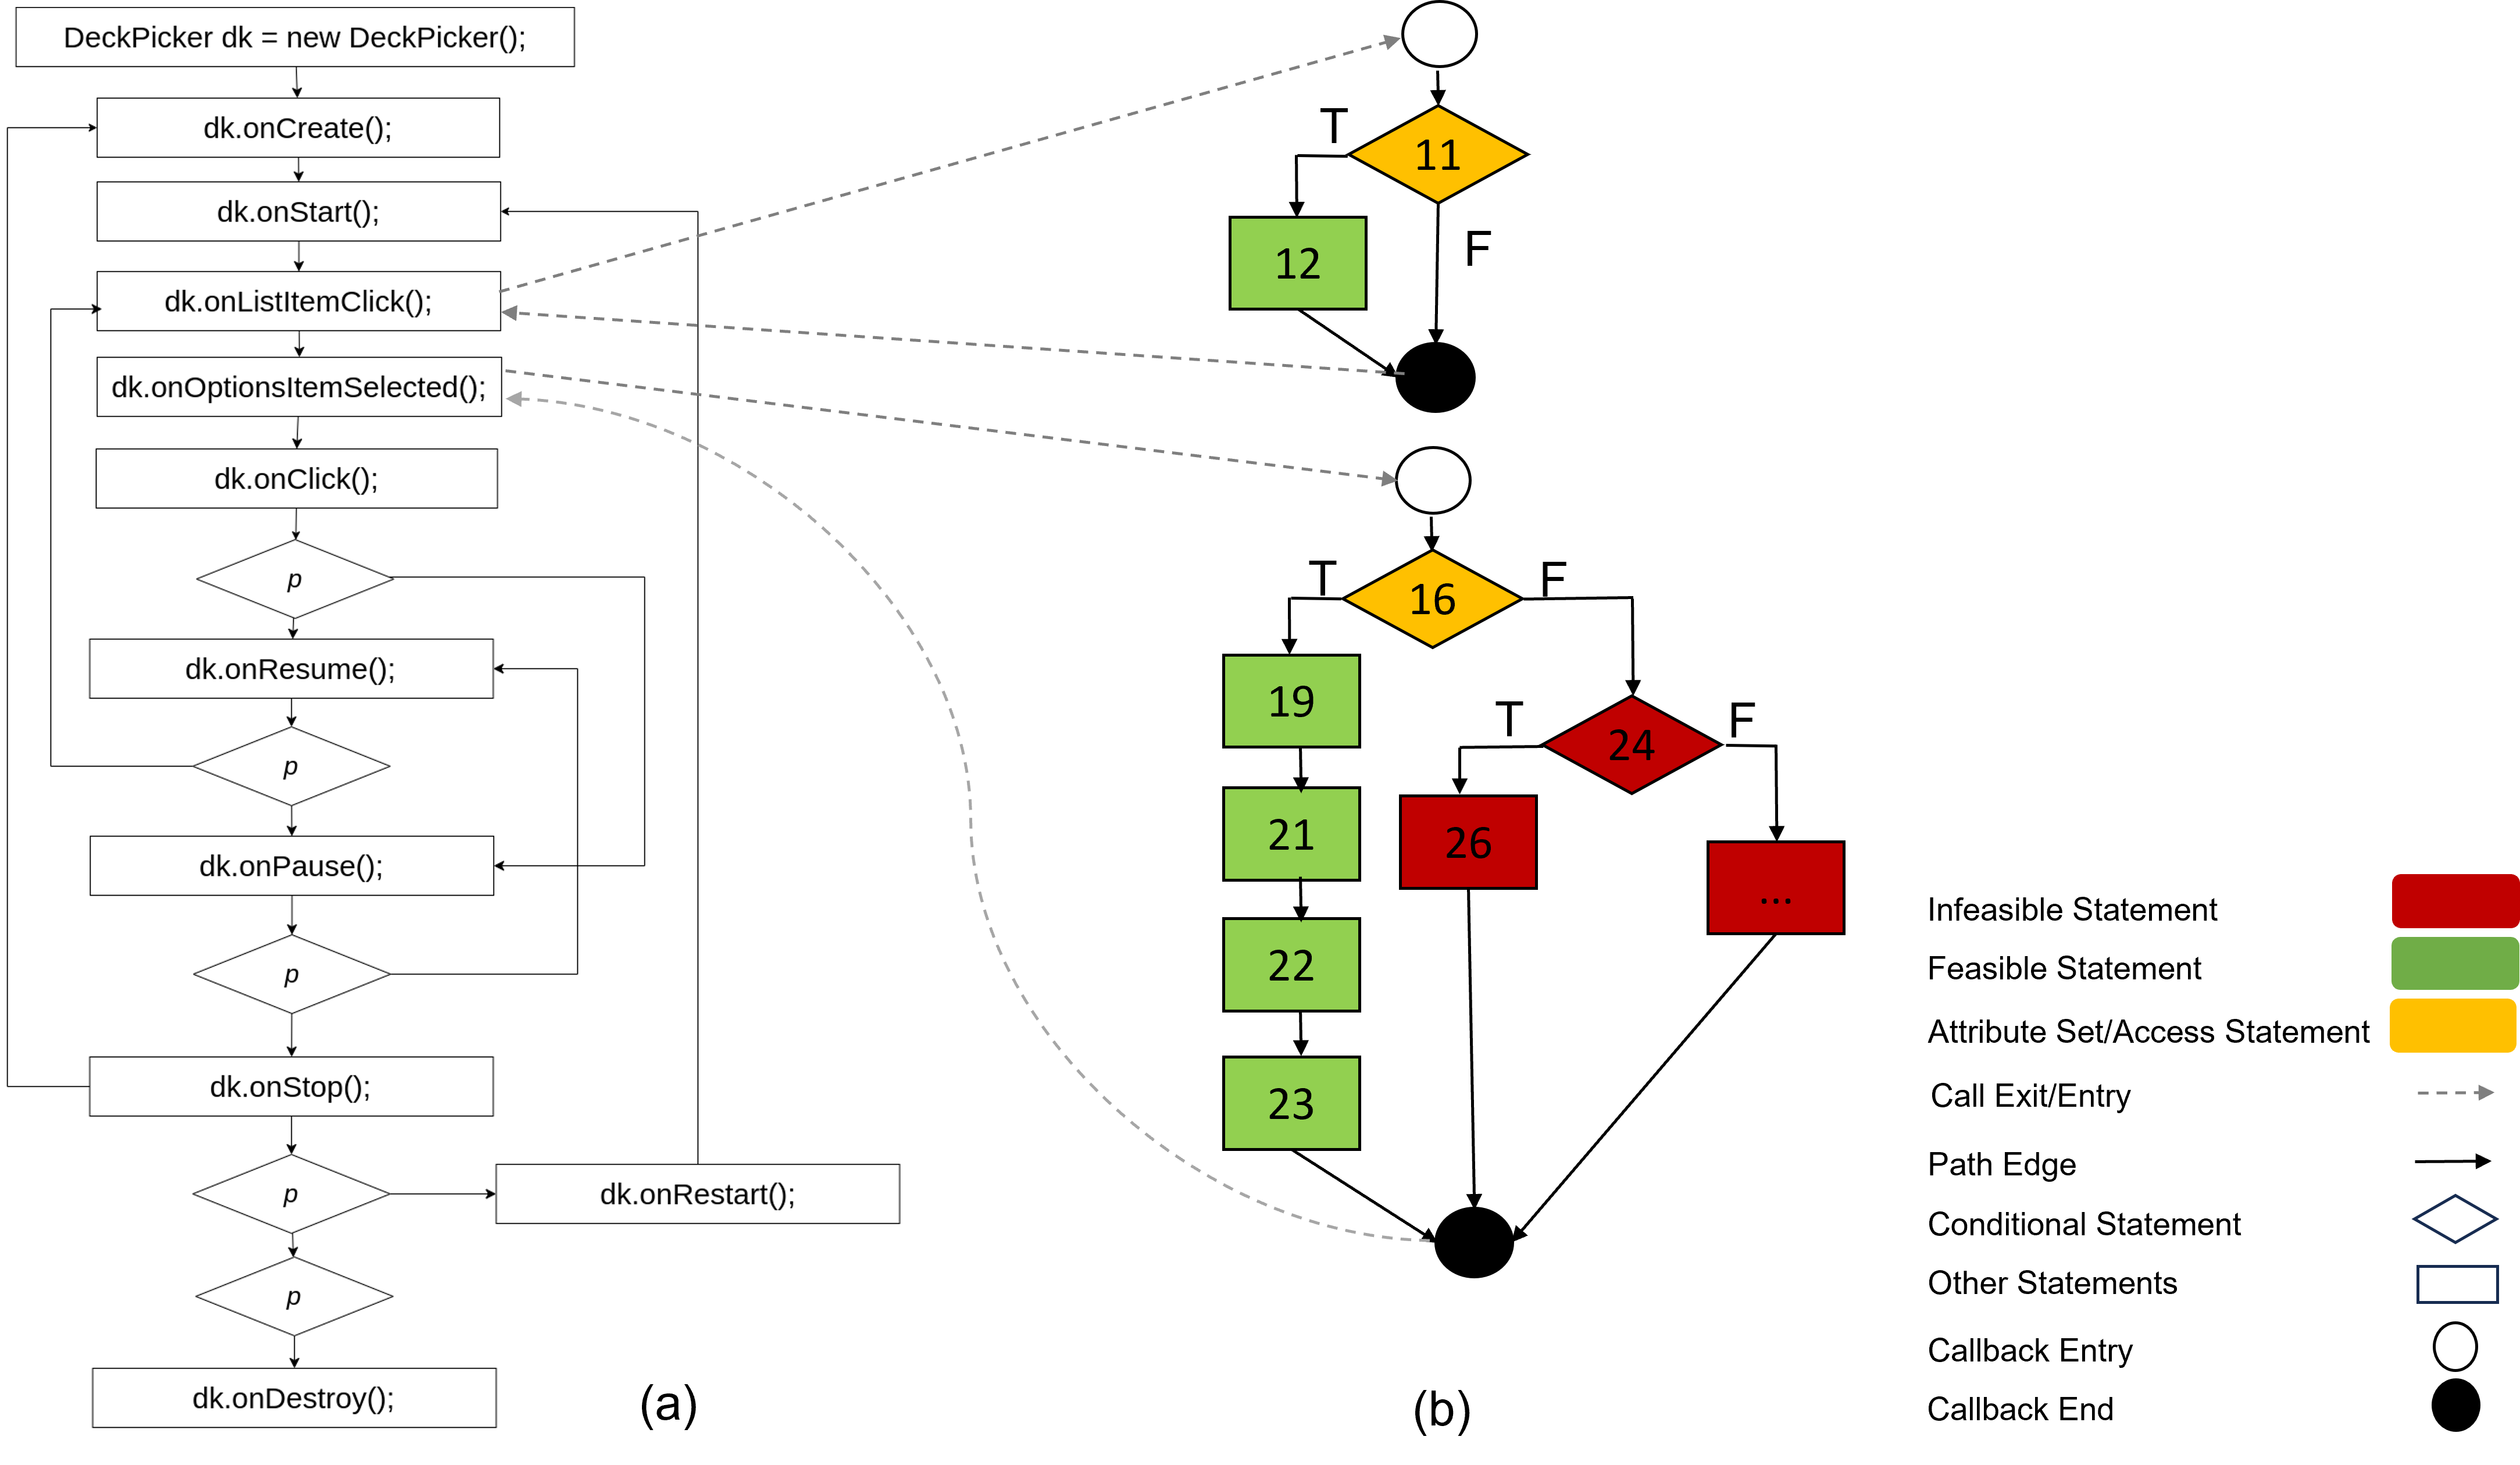 DeckPicker dk = new DeckPicker();
dk.onCreate();
dk.onStart();
dk.onListItemClick();
dk.onOptionsItemSelected();
dk.onClick();
p
dk.onResume();
p
dk.onPause();
p
dk.onStop();
p
dk.onRestart();
p
dk.onDestroy();
(a)
T
11
12
F
T
16
F
19
T
24
F
21
26
...
22
23
(b)
Infeasible Statement
Feasible Statement
Attribute Set/Access Statement
Call Exit/Entry
Path Edge
Conditional Statement
Other Statements
Callback Entry
Callback End